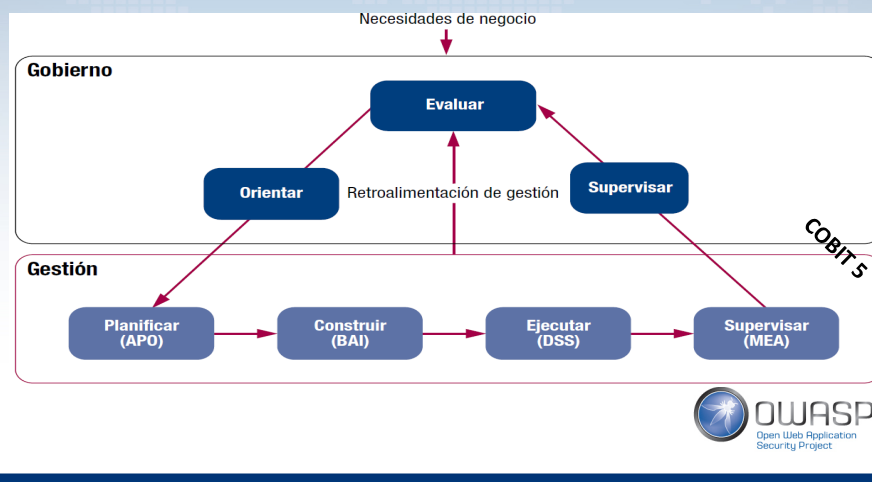 Necesidades de negocio
Gobierno
Evaluar
Orientar
Retroalimentación de gestión
Supervisar
COBIT 5
Gestión
Planificar
(APO)
Construir
(BAI)
Ejecutar
(DSS)
Supervisar
(MEA)
OWASP
Open Web Application
Security Project